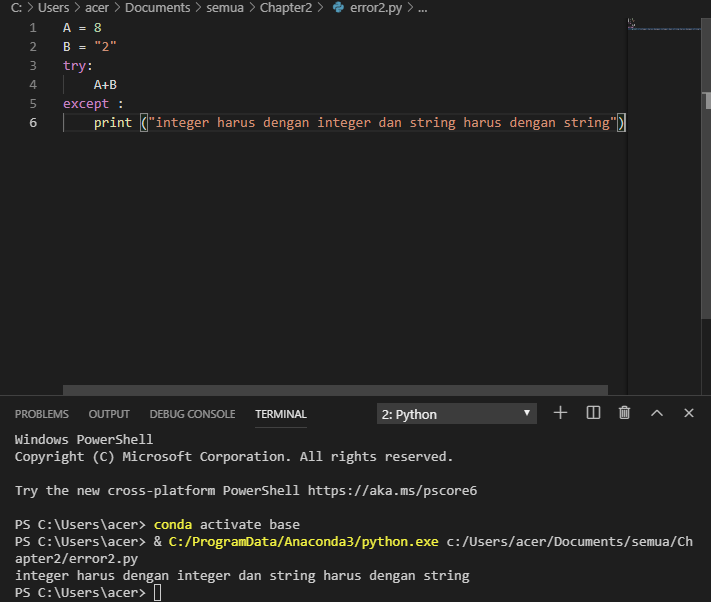 C: > Users > acer > Documents > semua > Chapter2 > error2.py > ...
1 A = 8
2 B = "2"
3 try:
4 A+B
5 except :
6 print ("integer harus dengan integer dan string harus dengan string")
PROBLEMS OUTPUT DEBUG CONSOLE TERMINAL 2: Python
Windows PowerShell
Copyright (C) Microsoft Corporation. All rights reserved.
Try the new cross-platform PowerShell https://aka.ms/pscore6
PS C:\Users\acer> conda activate base
PS C:\Users\acer> & C:/ProgramData/Anaconda3/python.exe c:/Users/acer/Documents/semua/Ch
apter2/error2.py
integer harus dengan integer dan string harus dengan string
PS C:\Users\acer>